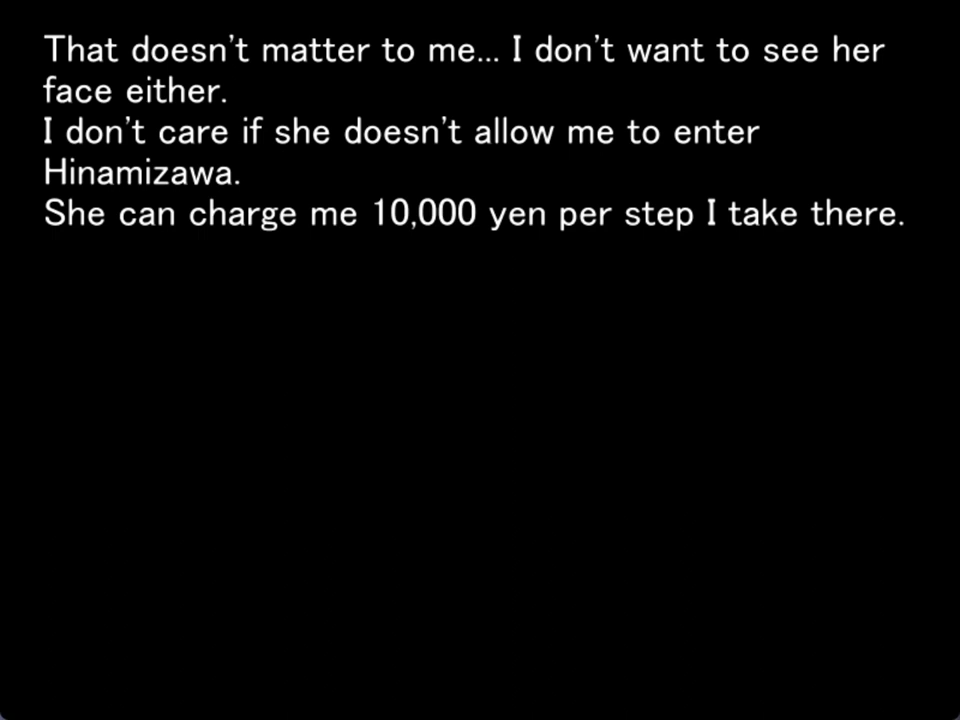 That doesn't matter to me... I don't want to see her
face either.
I don't care if she doesn't allow me to enter
Hinamizawa.
She can charge me 10,000 yen per step I take there.